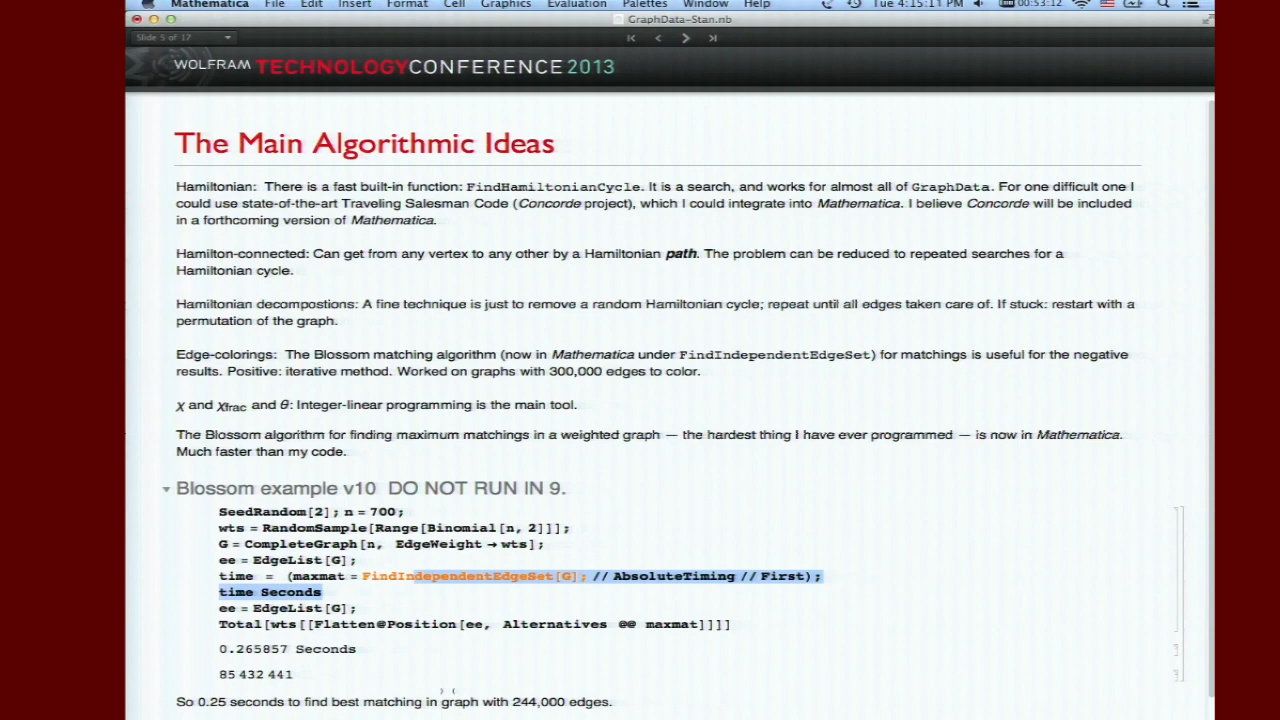 Mathematica File Edit Insert Format Cell Graphics Evaluation Palettes Window Help Tue 4:15:11 PM 00:53:12
GraphData-Stan.nb
Slide 5 of 17
WOLFRAM TECHNOLOGYCONFERENCE 2013
The Main Algorithmic Ideas
Hamiltonian: There is a fast built-in function: FindHamiltonianCycle. It is a search, and works for almost all of GraphData. For one difficult one I
could use state-of-the-art Traveling Salesman Code (Concorde project), which I could integrate into Mathematica. I believe Concorde will be included
in a forthcoming version of Mathematica.
Hamilton-connected: Can get from any vertex to any other by a Hamiltonian path. The problem can be reduced to repeated searches for a
Hamiltonian cycle.
Hamiltonian decompostions: A fine technique is just to remove a random Hamiltonian cycle; repeat until all edges taken care of. If stuck: restart with a
permutation of the graph.
Edge-colorings: The Blossom matching algorithm (now in Mathematica under FindIndependentEdgeSet) for matchings is useful for the negative
results. Positive: iterative method. Worked on graphs with 300,000 edges to color.
χ and χfrac and θ: Integer-linear programming is the main tool.
The Blossom algorithm for finding maximum matchings in a weighted graph — the hardest thing I have ever programmed — is now in Mathematica.
Much faster than my code.
Blossom example v10 DO NOT RUN IN 9.
SeedRandom[2]; n = 700;
wts = RandomSample[Range[Binomial[n, 2]]];
G = CompleteGraph[n, EdgeWeight → wts];
ee = EdgeList[G];
time = (maxmat = FindIndependentEdgeSet[G]; // AbsoluteTiming // First);
time Seconds
ee = EdgeList[G];
Total[wts[[Flatten@Position[ee, Alternatives @@ maxmat]]]]
0.265857 Seconds
85 432 441
So 0.25 seconds to find best matching in graph with 244,000 edges.